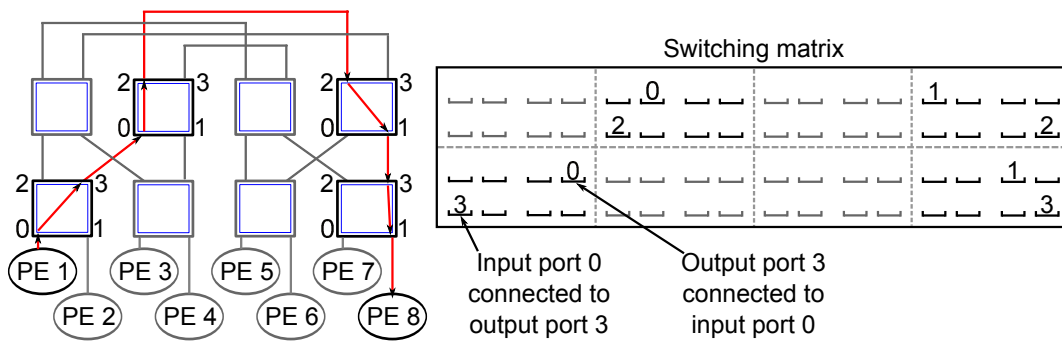 Switching matrix
2 3 2 3
0 1 0 1
2 3 2 3
0 1 0 1
PE 1 PE 3 PE 5 PE 7
PE 2 PE 4 PE 6 PE 8
0 1
2 2
0 1
3 3
Input port 0
connected to
output port 3
Output port 3
connected to
input port 0